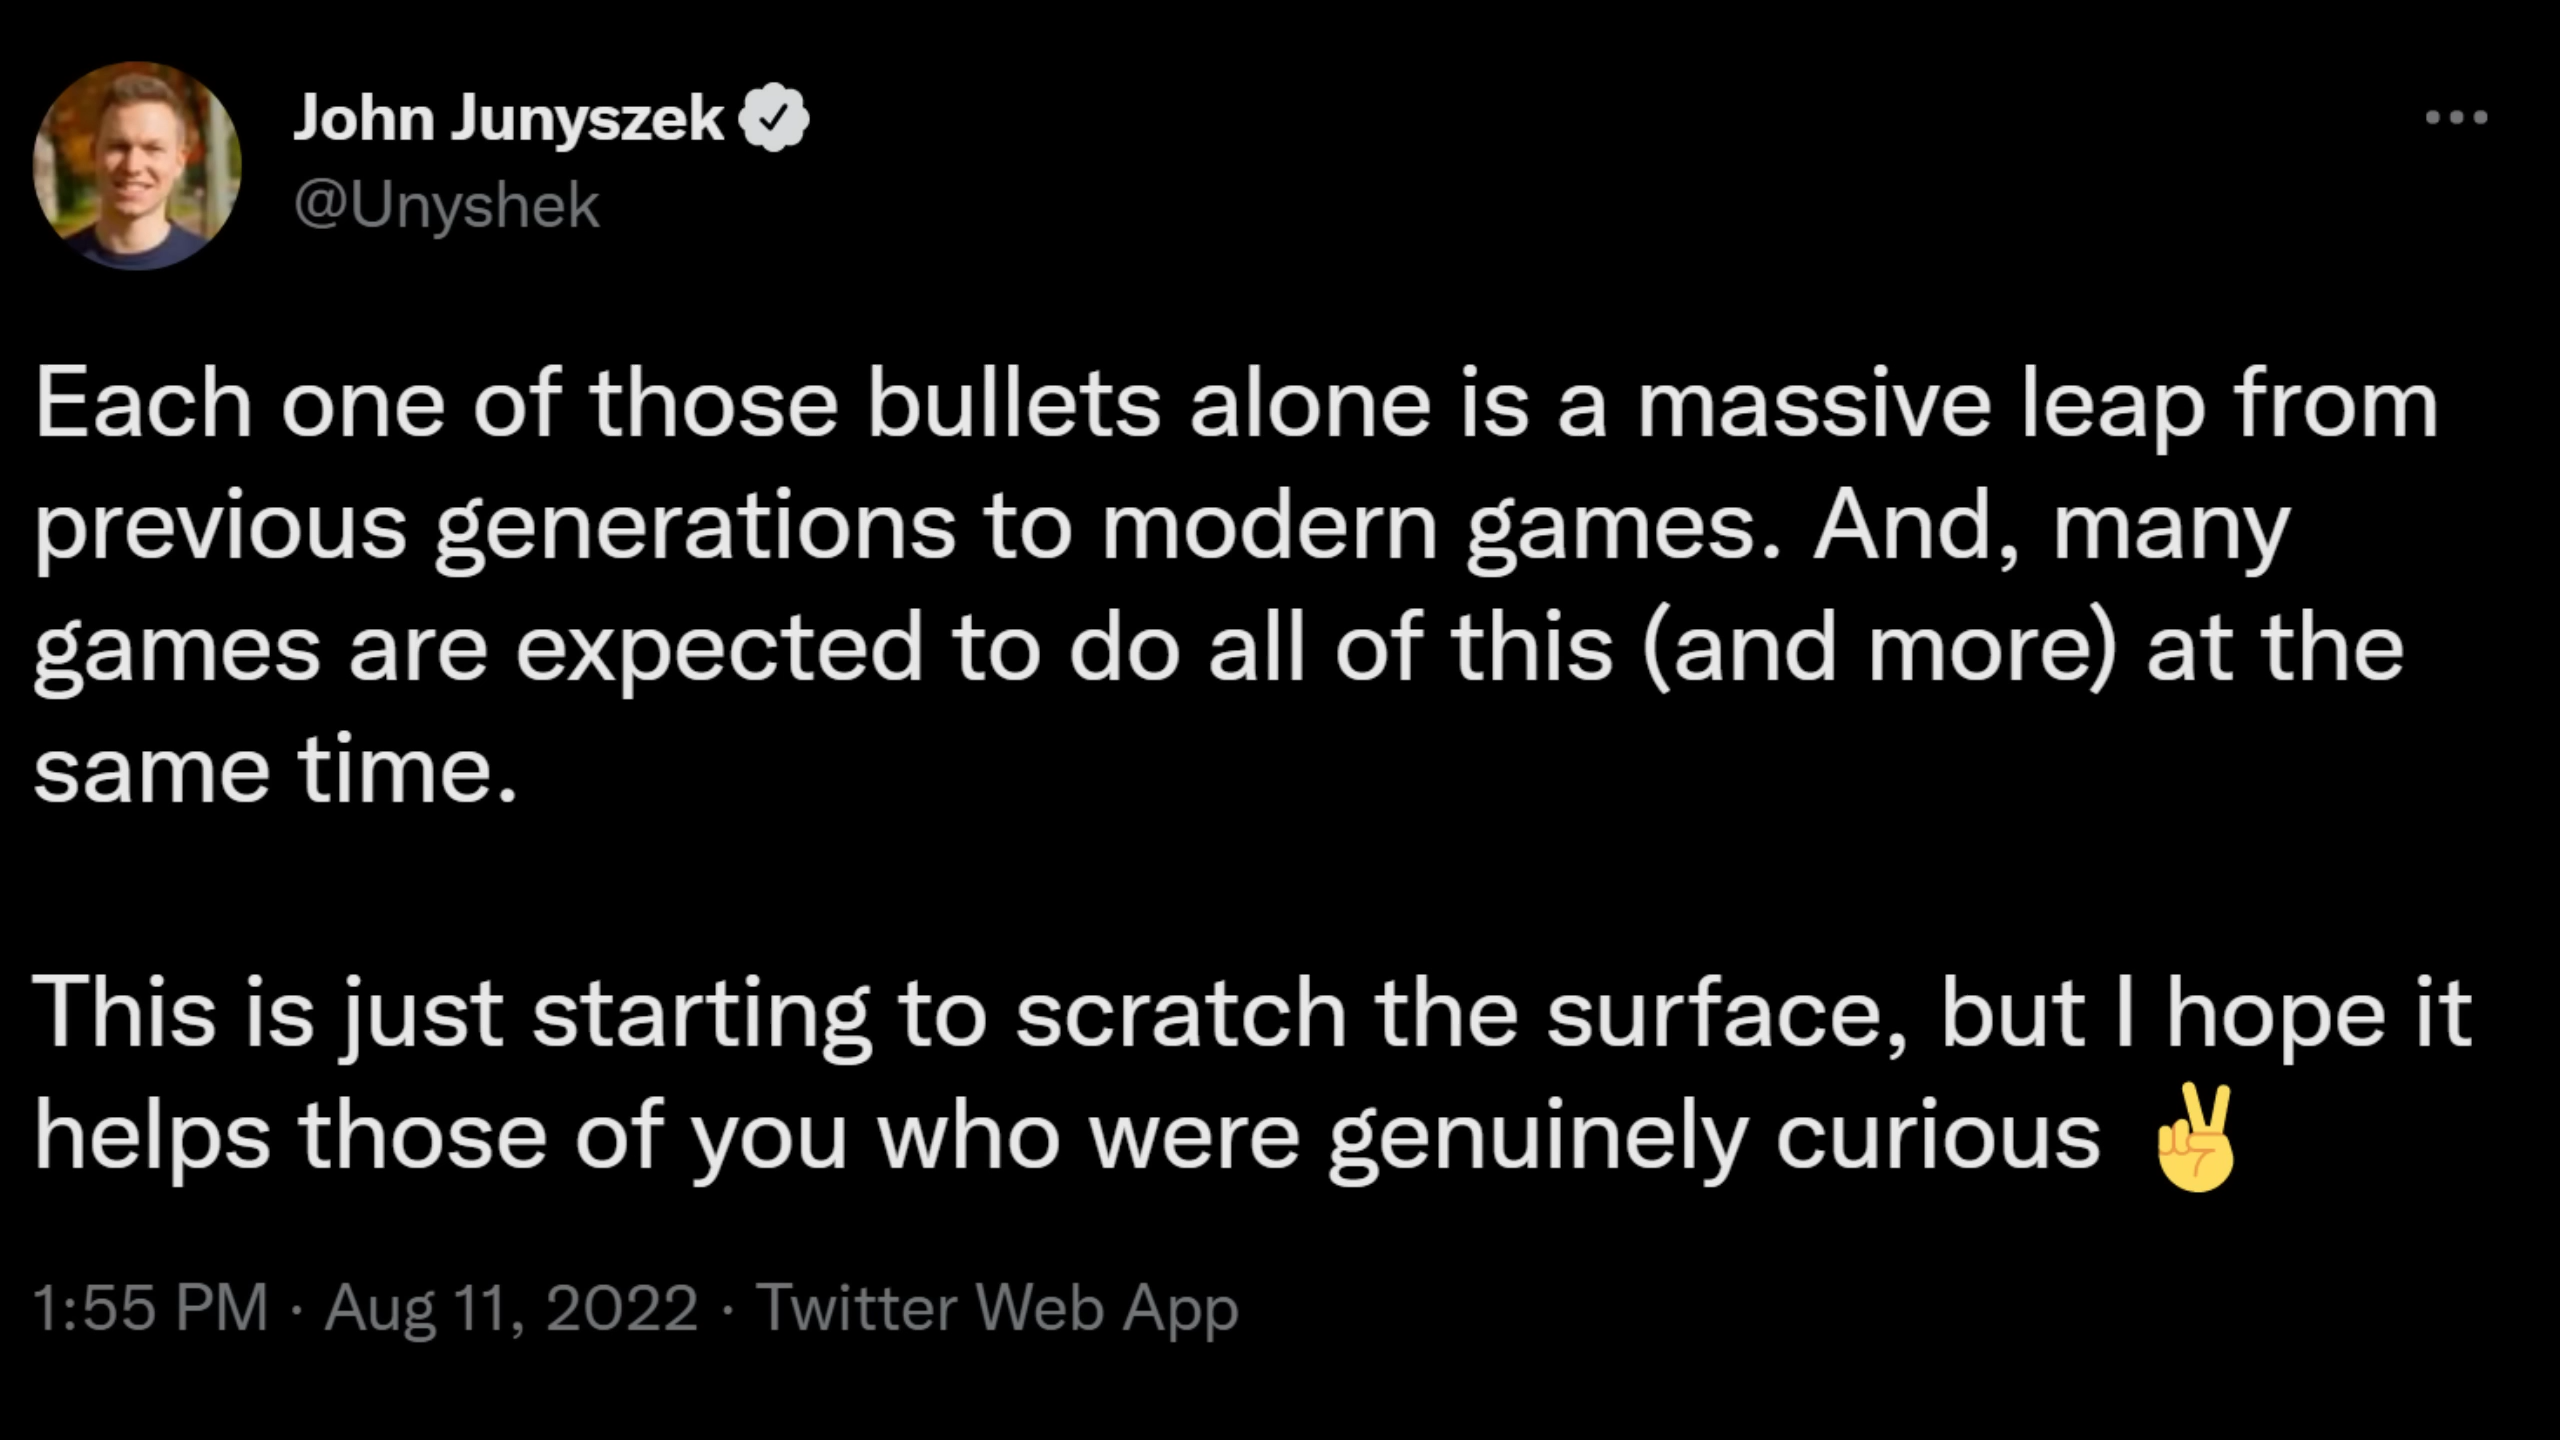 John Junyszek
@Unyshek
Each one of those bullets alone is a massive leap from
previous generations to modern games. And, many
games are expected to do all of this (and more) at the
same time.
This is just starting to scratch the surface, but I hope it
helps those of you who were genuinely curious ✌️
1:55 PM · Aug 11, 2022 · Twitter Web App